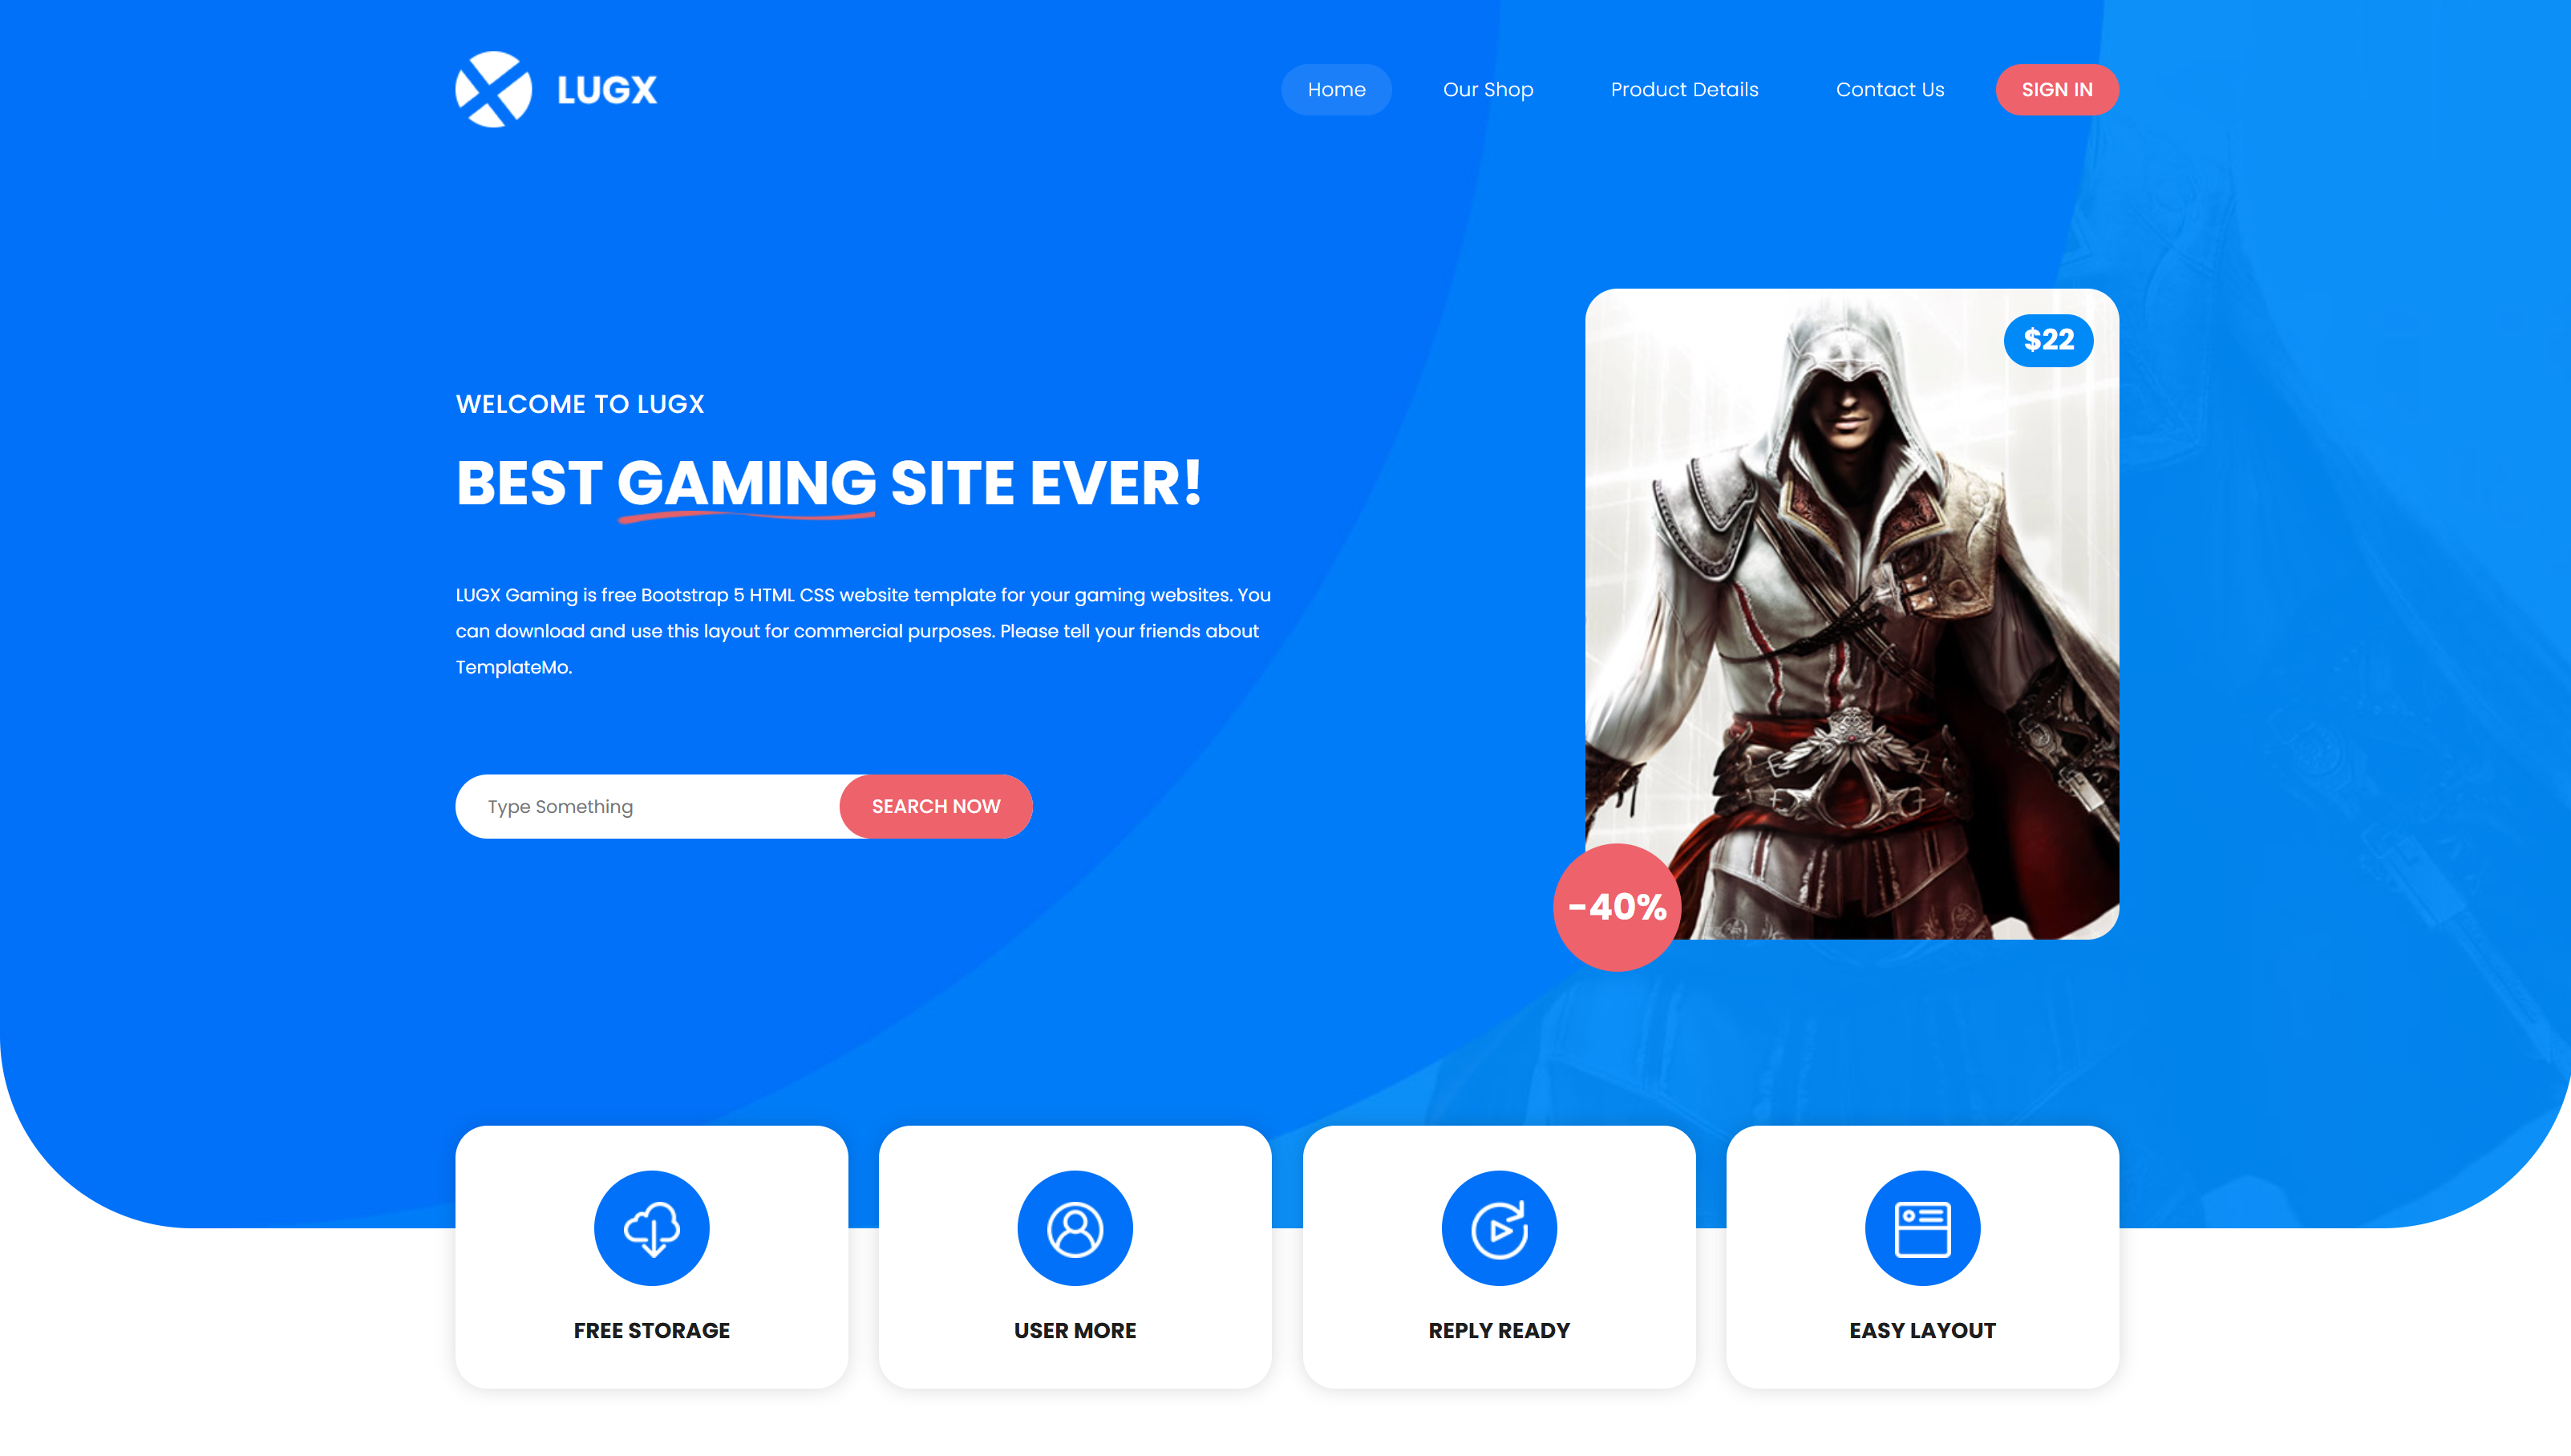 LUGX
Home
Our Shop
Product Details
Contact Us
SIGN IN
WELCOME TO LUGX
BEST GAMING SITE EVER!
LUGX Gaming is free Bootstrap 5 HTML CSS website template for your gaming websites. You
can download and use this layout for commercial purposes. Please tell your friends about
TemplateMo.
Type Something
SEARCH NOW
$22
-40%
FREE STORAGE
USER MORE
REPLY READY
EASY LAYOUT